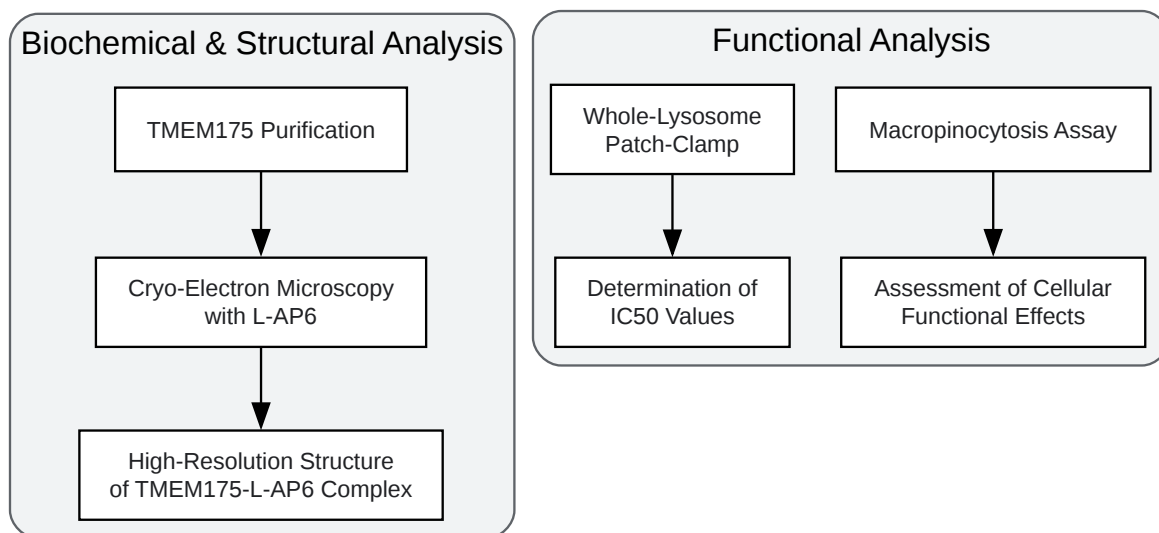 Biochemical & Structural Analysis
TMEM175 Purification
Cryo-Electron Microscopy
with L-AP6
High-Resolution Structure
of TMEM175-L-AP6 Complex
Functional Analysis
Whole-Lysosome
Patch-Clamp
Macropinocytosis Assay
Determination of
IC50 Values
Assessment of Cellular
Functional Effects